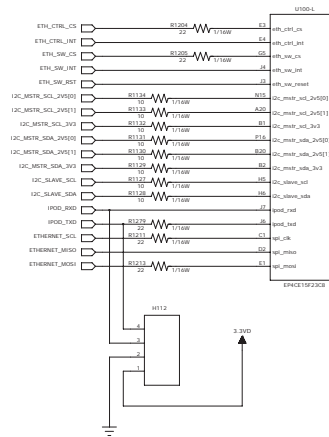 U100-L
ETH_CTRL_CS R1204 22 1/16W E3 eth_ctrl_cs
ETH_CTRL_INT E4 eth_ctrl_int
ETH_SW_CS R1205 22 1/16W G5 eth_sw_cs
ETH_SW_INT J4 eth_sw_int
ETH_SW_RST J3 eth_sw_reset
I2C_MSTR_SCL_2V5[0] R1134 10 1/16W N15 i2c_mstr_scl_2v5[0]
I2C_MSTR_SCL_2V5[1] R1133 10 1/16W A20 i2c_mstr_scl_2v5[1]
I2C_MSTR_SCL_3V3 R1132 10 1/16W B1 i2c_mstr_scl_3v3
I2C_MSTR_SDA_2V5[0] R1131 10 1/16W P16 i2c_mstr_sda_2v5[0]
I2C_MSTR_SDA_2V5[1] R1130 10 1/16W B20 i2c_mstr_sda_2v5[1]
I2C_MSTR_SDA_3V3 R1129 10 1/16W B2 i2c_mstr_sda_3v3
I2C_SLAVE_SCL R1127 10 1/16W H5 i2c_slave_scl
I2C_SLAVE_SDA R1128 10 1/16W H6 i2c_slave_sda
IPOD_RXD J7 ipod_rxd
IPOD_TXD R1279 22 1/16W J6 ipod_txd
ETHERNET_SCL R1211 22 1/16W C1 spi_clk
ETHERNET_MISO D2 spi_miso
ETHERNET_MOSI R1213 22 1/16W E1 spi_mosi
EP4CE15F23C8
H112
4
3
2
1
3.3VD